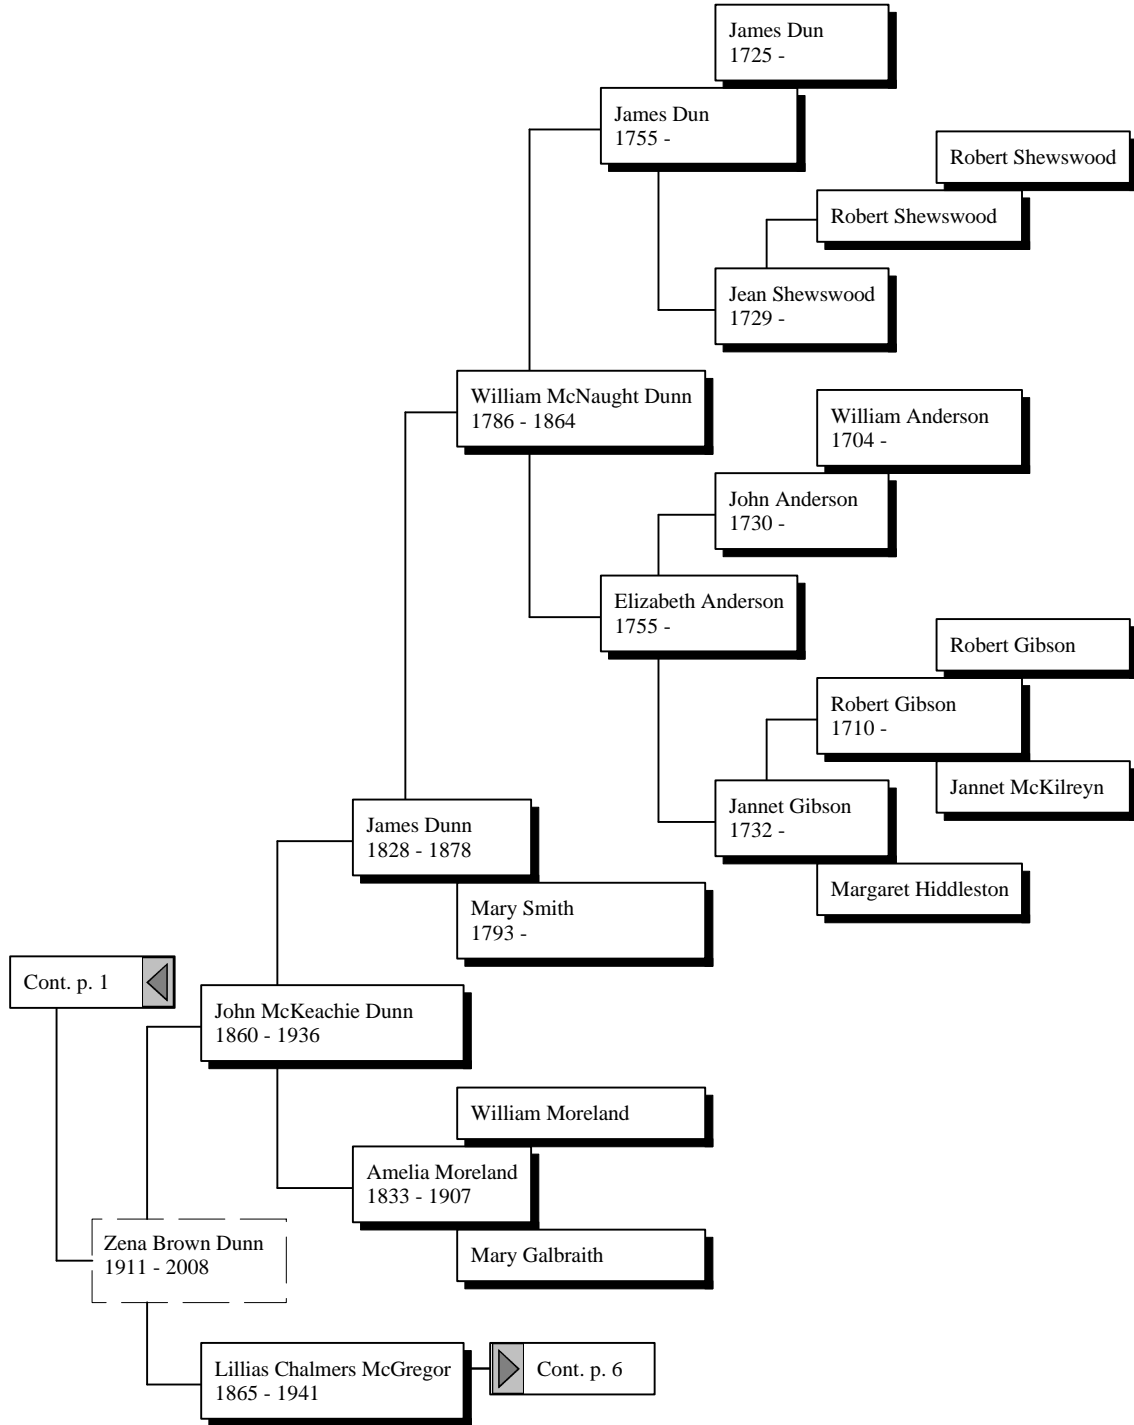 James Dun
1725 -
James Dun
1755 -
Robert Shewswood
Robert Shewswood
Jean Shewswood
1729 -
William McNaught Dunn
1786 - 1864
William Anderson
1704 -
John Anderson
1730 -
Elizabeth Anderson
1755 -
Robert Gibson
Robert Gibson
1710 -
Jannet McKilreyn
Jannet Gibson
1732 -
James Dunn
1828 - 1878
Margaret Hiddleston
Mary Smith
1793 -
Cont. p. 1
John McKeachie Dunn
1860 - 1936
William Moreland
Amelia Moreland
1833 - 1907
Zena Brown Dunn
1911 - 2008
Mary Galbraith
Lillias Chalmers McGregor
1865 - 1941
Cont. p. 6